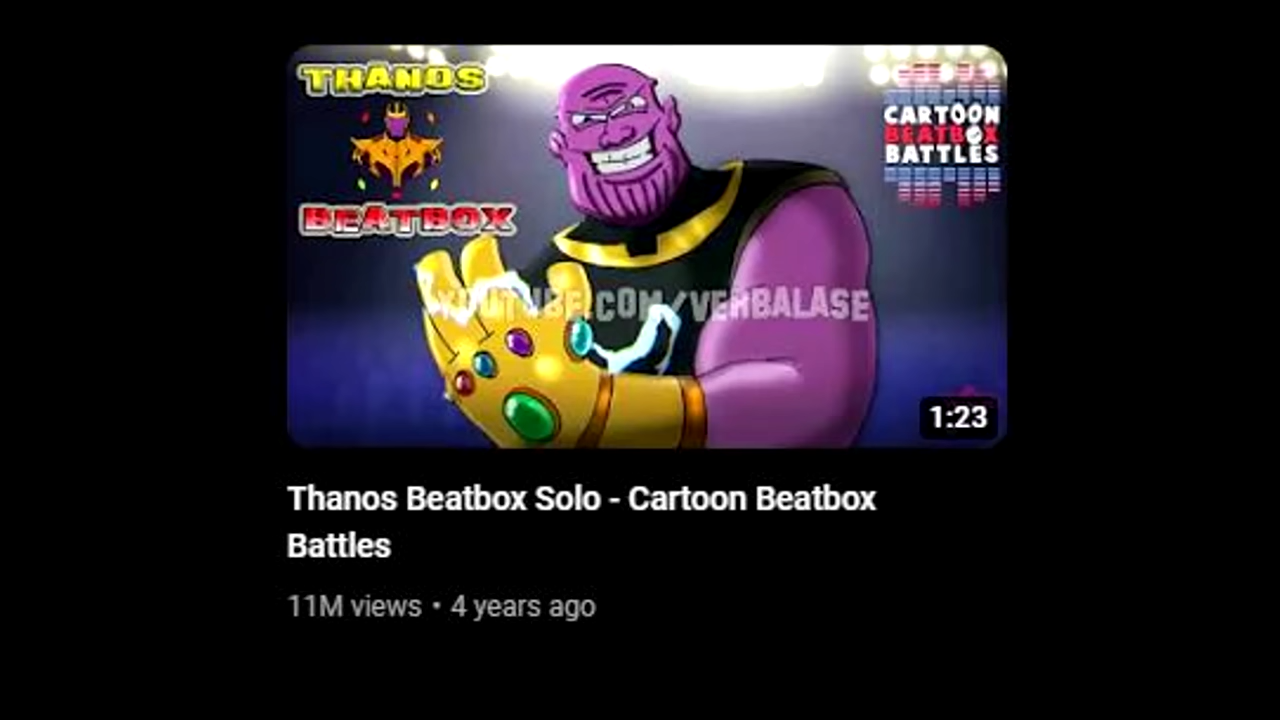 THANOS
BEATBOX
CARTOON
BEATBOX
BATTLES
YOUTUBE.COM/VERBALASE
1:23
Thanos Beatbox Solo - Cartoon Beatbox
Battles
11M views • 4 years ago